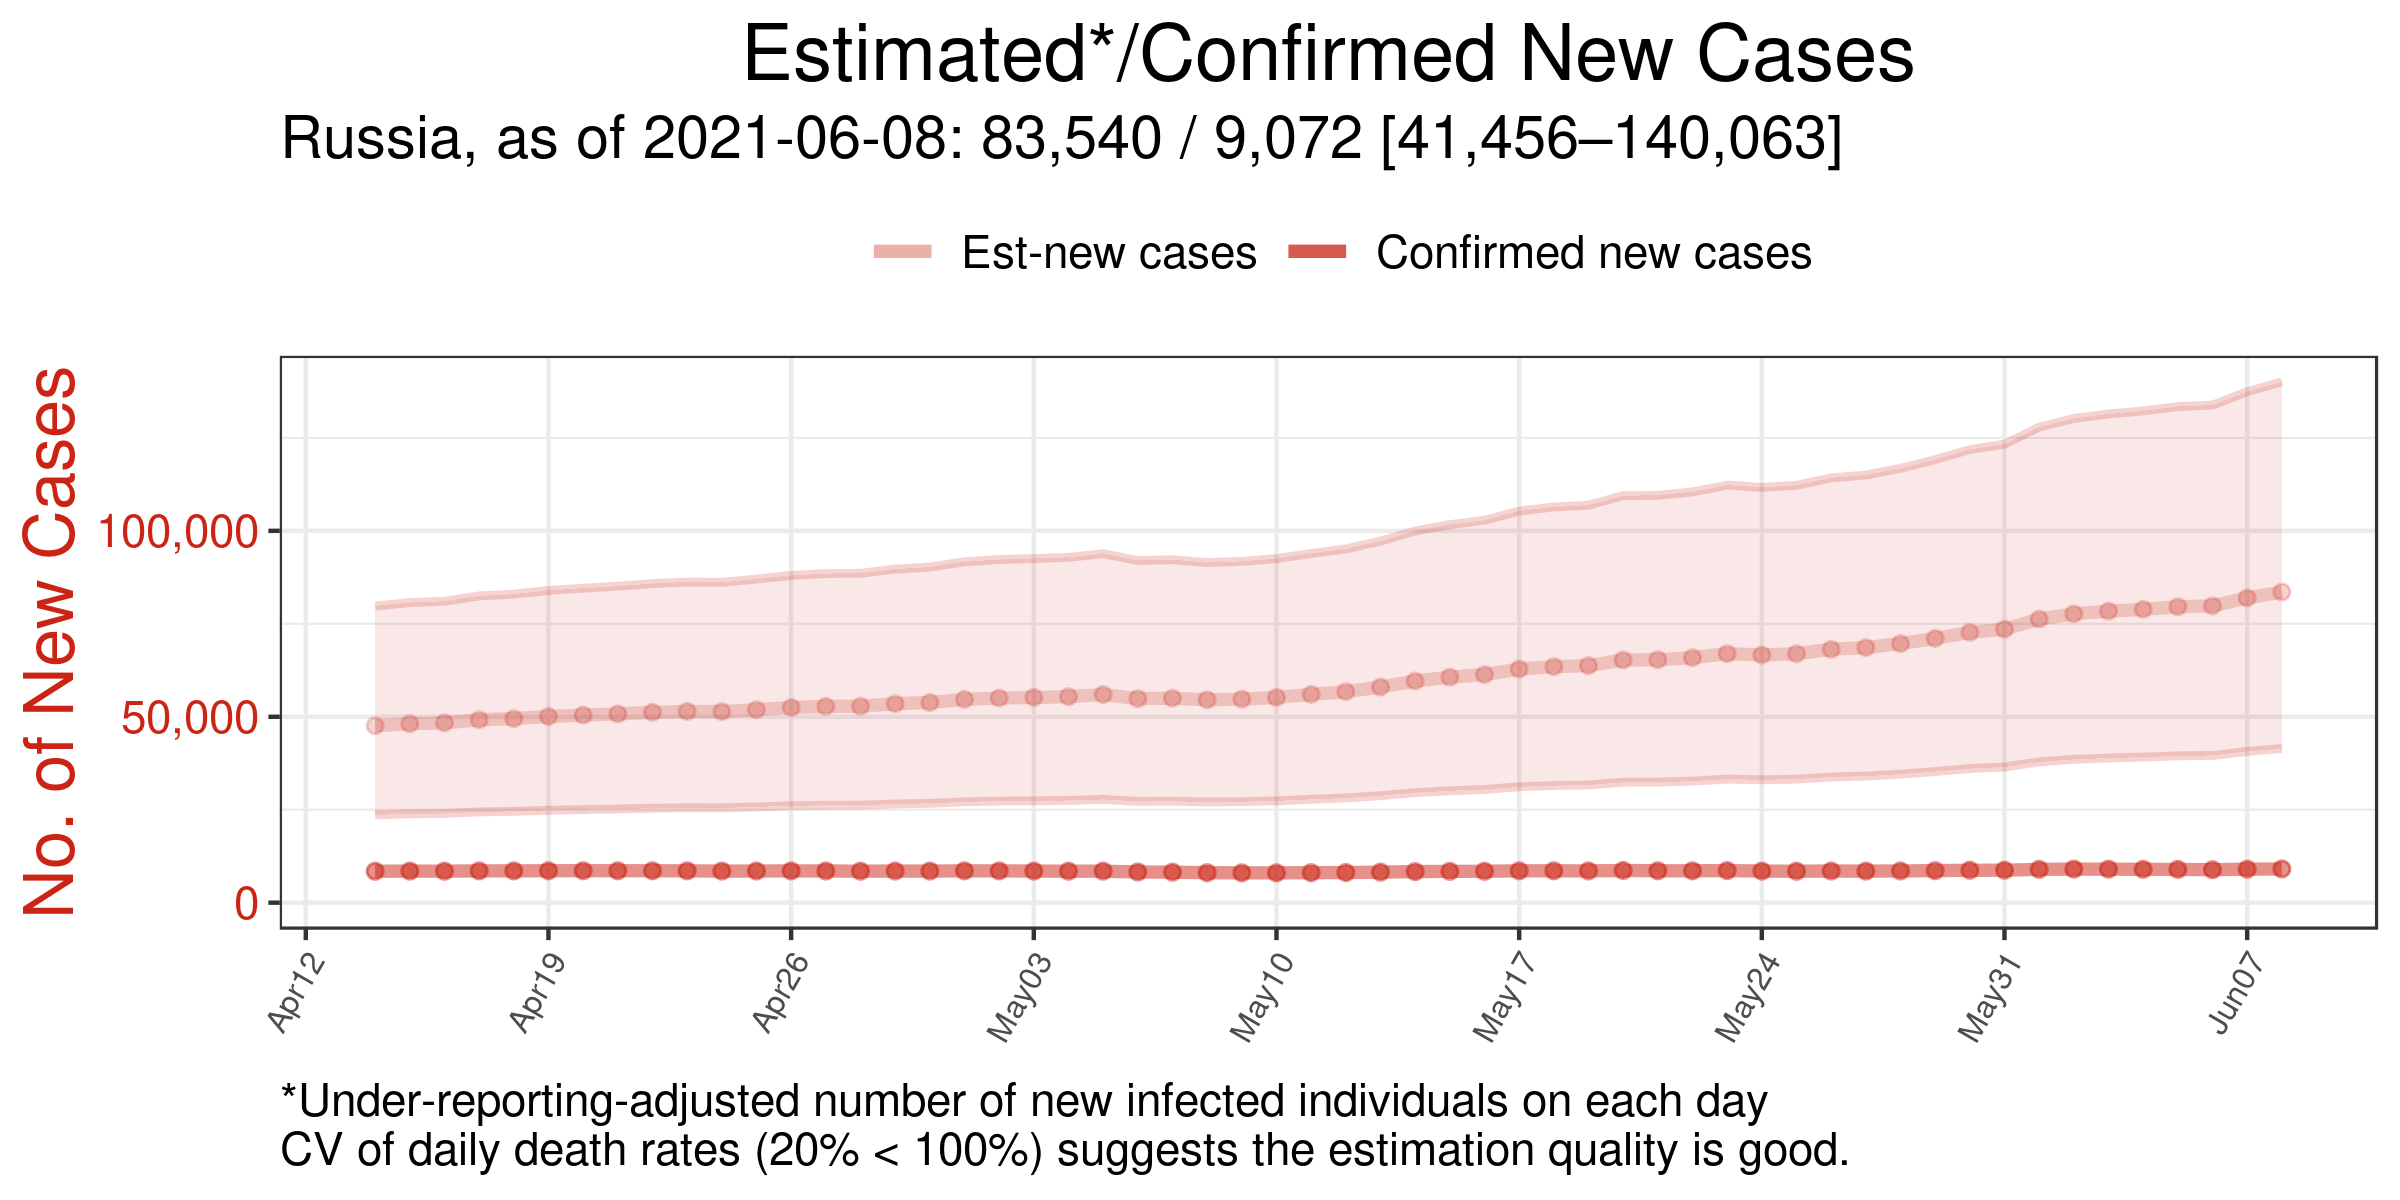 Estimated*/Confirmed New Cases
Russia, as of 2021-06-08: 83,540 / 9,072 [41,456–140,063]
Est-new cases Confirmed new cases
No. of New Cases
100,000
50,000
0
Apr12 Apr19 Apr26 May03 May10 May17 May24 May31 Jun07
*Under-reporting-adjusted number of new infected individuals on each day
CV of daily death rates (20% < 100%) suggests the estimation quality is good.